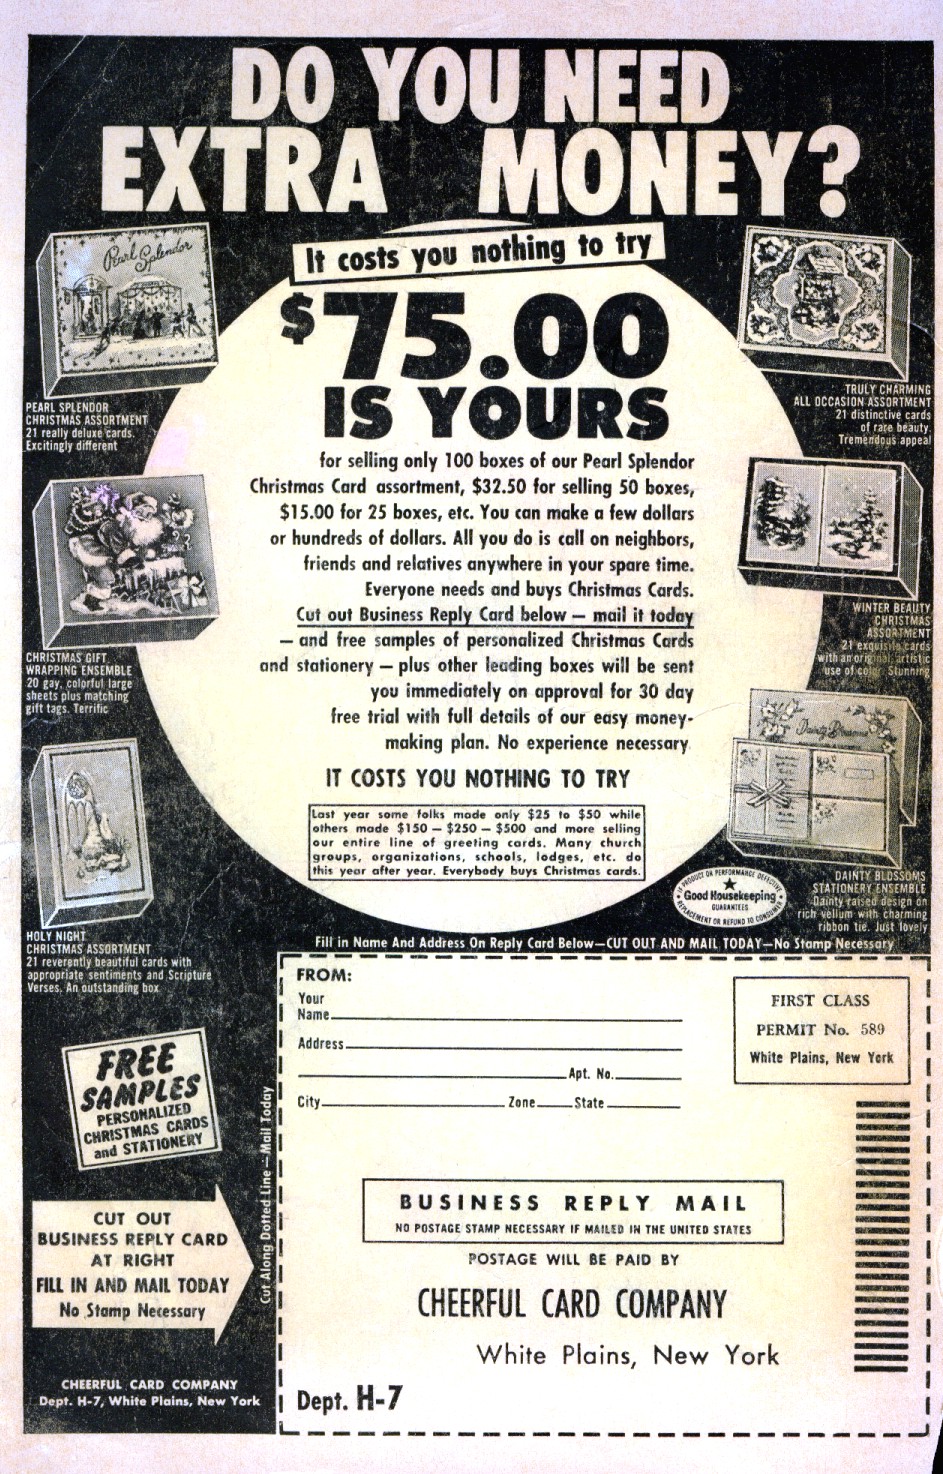 DO YOU NEED
EXTRA MONEY?
It costs you nothing to try
$75.00
IS YOURS
for selling only 100 boxes of our Pearl Splendor
Christmas Card assortment, $32.50 for selling 50 boxes,
$15.00 for 25 boxes, etc. You can make a few dollars
or hundreds of dollars. All you do is call on neighbors,
friends and relatives anywhere in your spare time.
Everyone needs and buys Christmas Cards.
Cut out Business Reply Card below — mail it today
— and free samples of personalized Christmas Cards
and stationery — plus other leading boxes will be sent
you immediately on approval for 30 day
free trial with full details of our easy money-
making plan. No experience necessary.
IT COSTS YOU NOTHING TO TRY
Last year some folks made only $25 to $50 while
others made $150 — $250 — $500 and more selling
our entire line of greeting cards. Many church
groups, organizations, schools, lodges, etc. do
this year after year. Everybody buys Christmas cards.
Pearl Splendor
PEARL SPLENDOR
CHRISTMAS ASSORTMENT
21 really deluxe cards.
Excitingly different
CHRISTMAS GIFT
WRAPPING ENSEMBLE
20 gay, colorful large
sheets plus matching
gift tags. Terrific
HOLY NIGHT
CHRISTMAS ASSORTMENT
21 reverently beautiful cards with
appropriate sentiments and Scripture
Verses. An outstanding box
TRULY CHARMING
ALL OCCASION ASSORTMENT
21 distinctive cards
of rare beauty.
Tremendous appeal
WINTER BEAUTY
CHRISTMAS
ASSORTMENT
21 exquisite cards
with an original artistic
use of color. Stunning
Dainty Blossoms
DAINTY BLOSSOMS
STATIONERY ENSEMBLE
Dainty raised design on
rich vellum with charming
ribbon tie. Just lovely
IF PRODUCT OR PERFORMANCE DEFECTIVE
Good Housekeeping
GUARANTEES
REPLACEMENT OR REFUND TO CONSUMER
Fill in Name And Address On Reply Card Below—CUT OUT AND MAIL TODAY—No Stamp Necessary
FREE
SAMPLES
PERSONALIZED
CHRISTMAS CARDS
and STATIONERY
CUT OUT
BUSINESS REPLY CARD
AT RIGHT
FILL IN AND MAIL TODAY
No Stamp Necessary
CHEERFUL CARD COMPANY
Dept. H-7, White Plains, New York
Cut Along Dotted Line — Mail Today
FROM:
Your
Name
Address
Apt. No.
City Zone State
FIRST CLASS
PERMIT No. 589
White Plains, New York
BUSINESS REPLY MAIL
NO POSTAGE STAMP NECESSARY IF MAILED IN THE UNITED STATES
POSTAGE WILL BE PAID BY
CHEERFUL CARD COMPANY
White Plains, New York
Dept. H-7